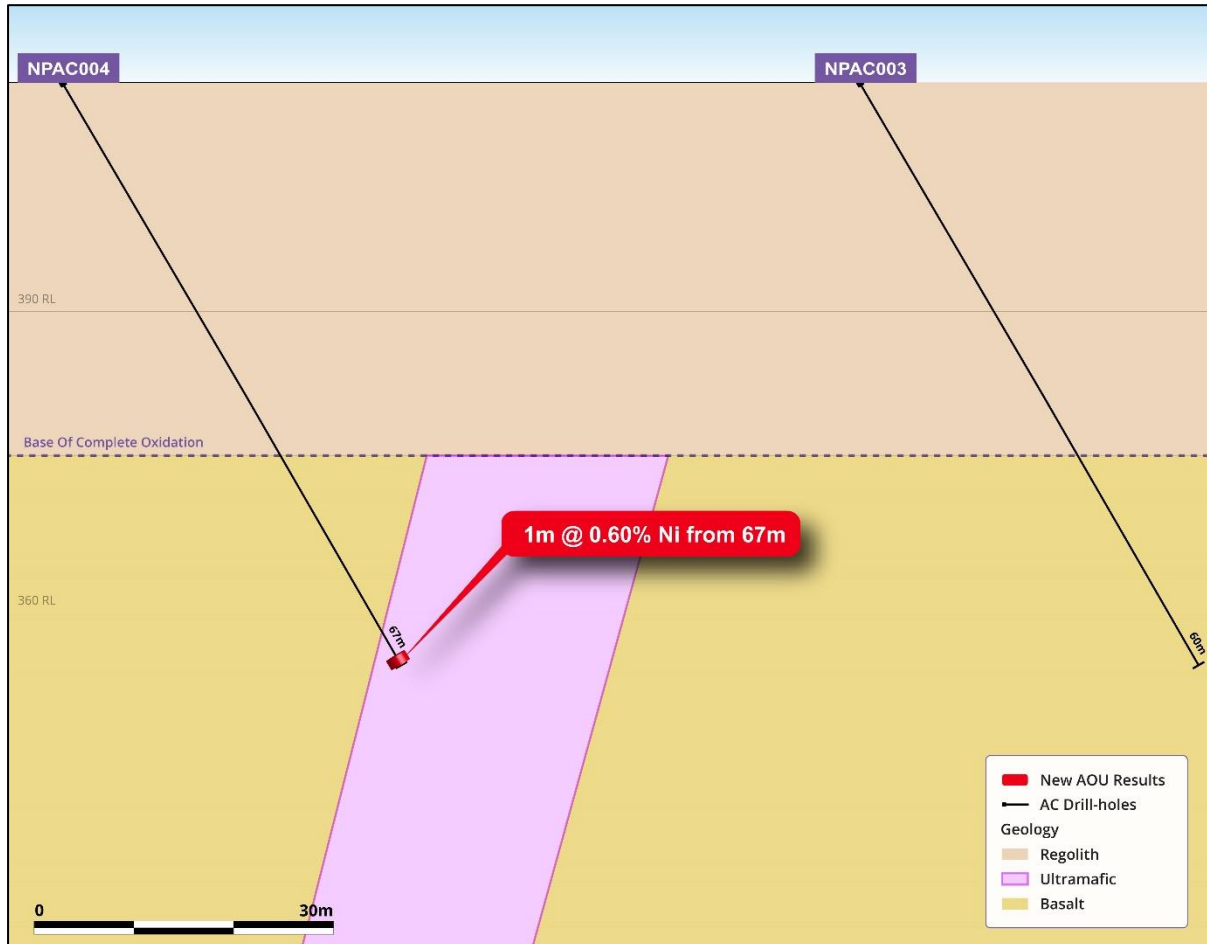 NPAC004
NPAC003
390 RL
Base Of Complete Oxidation
1m @ 0.60% Ni from 67m
360 RL
67m
60m
New AOU Results
AC Drill-holes
Geology
Regolith
Ultramafic
Basalt
0 30m